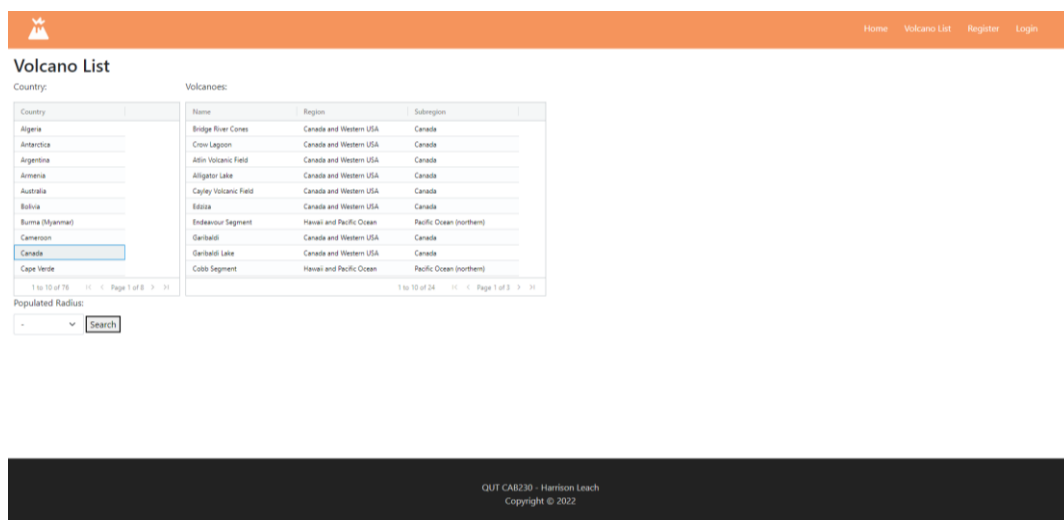 Home Volcano List Register Login
Volcano List
Country: Volcanoes:
Country Name Region Subregion
Algeria Bridge River Cones Canada and Western USA Canada
Antarctica Crow Lagoon Canada and Western USA Canada
Argentina Atlin Volcanic Field Canada and Western USA Canada
Armenia Alligator Lake Canada and Western USA Canada
Australia Cayley Volcanic Field Canada and Western USA Canada
Bolivia Edziza Canada and Western USA Canada
Burma (Myanmar) Endeavour Segment Hawaii and Pacific Ocean Pacific Ocean (northern)
Cameroon Garibaldi Canada and Western USA Canada
Canada Garibaldi Lake Canada and Western USA Canada
Cape Verde Cobb Segment Hawaii and Pacific Ocean Pacific Ocean (northern)
1 to 10 of 76 Page 1 of 8 1 to 10 of 24 Page 1 of 3
Populated Radius:
- Search
QUT CAB230 - Harrison Leach
Copyright © 2022